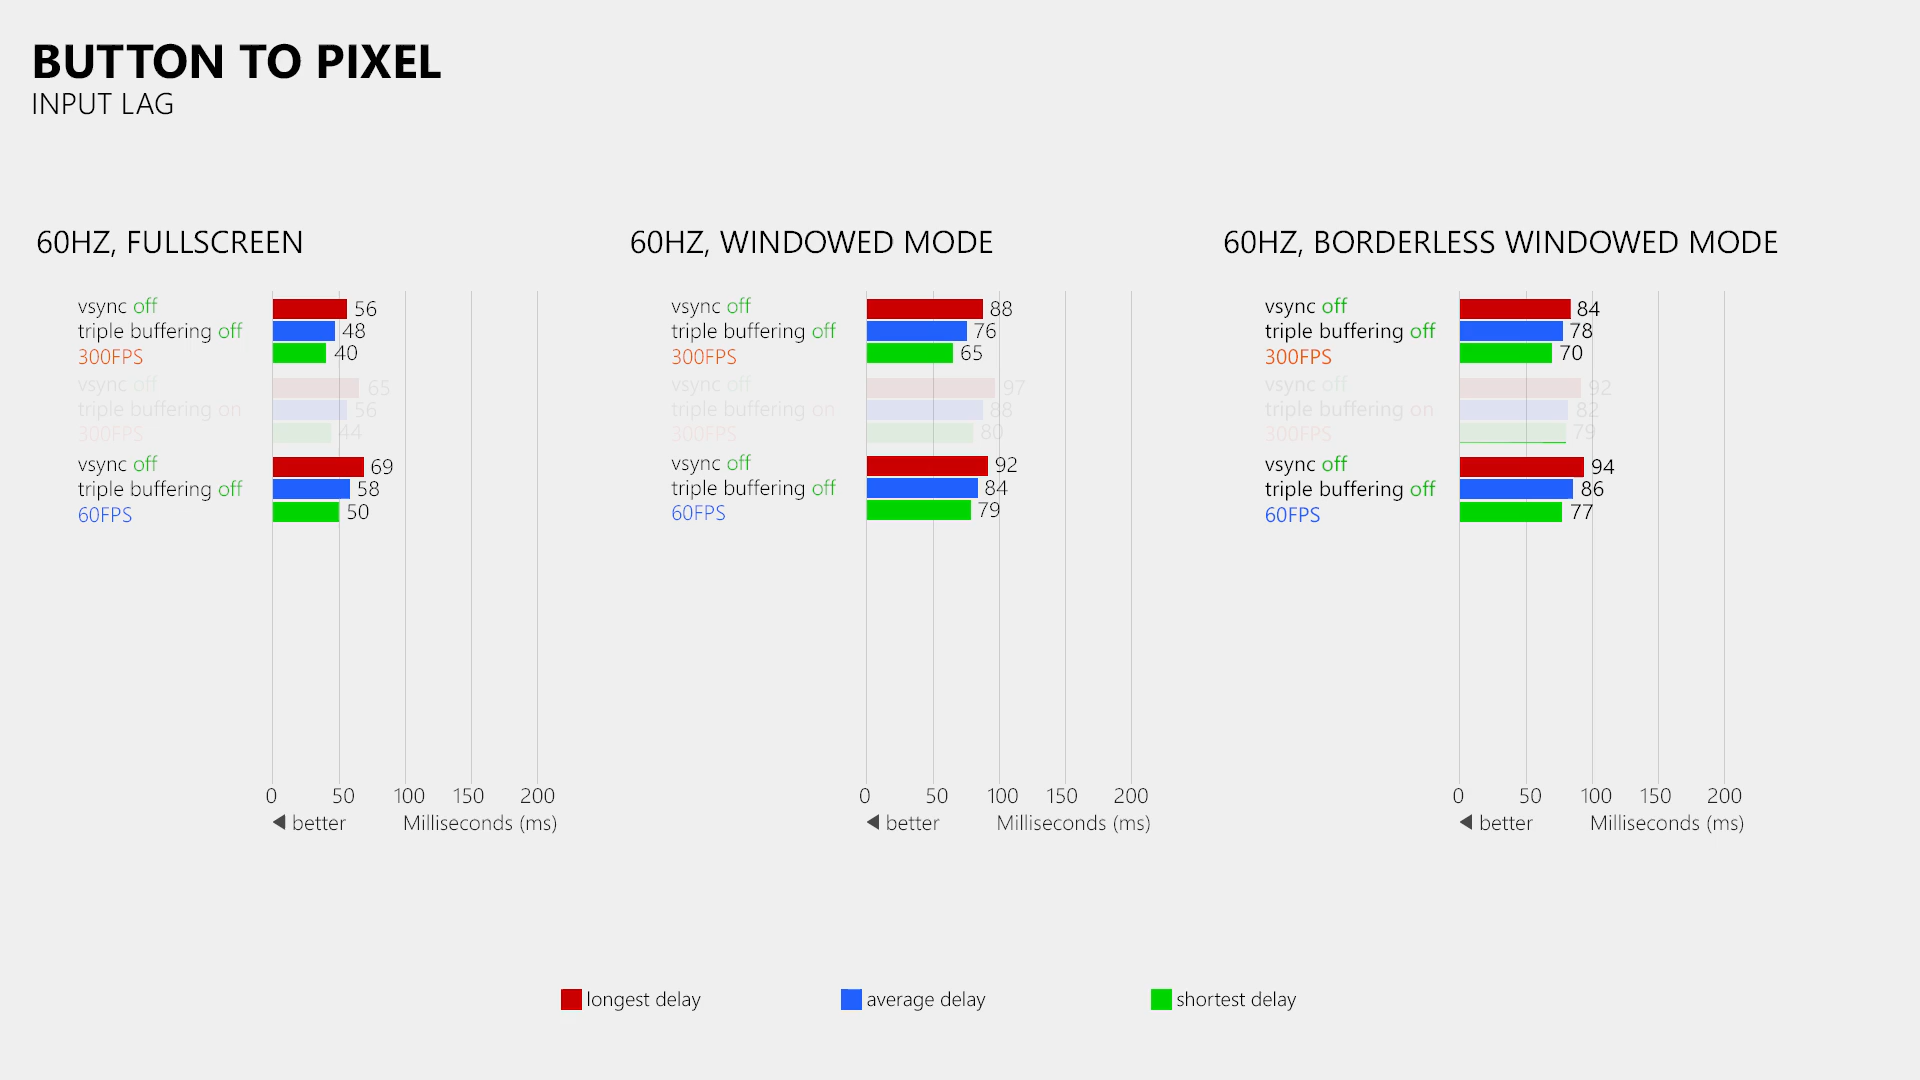 BUTTON TO PIXEL
INPUT LAG
60HZ, FULLSCREEN
vsync off
triple buffering off
300FPS
56
48
40
vsync off
triple buffering on
300FPS
65
56
44
vsync off
triple buffering off
60FPS
69
58
50
0 50 100 150 200
◀ better Milliseconds (ms)
60HZ, WINDOWED MODE
vsync off
triple buffering off
300FPS
88
76
65
vsync off
triple buffering on
300FPS
97
88
80
vsync off
triple buffering off
60FPS
92
84
79
0 50 100 150 200
◀ better Milliseconds (ms)
60HZ, BORDERLESS WINDOWED MODE
vsync off
triple buffering off
300FPS
84
78
70
vsync off
triple buffering on
300FPS
92
82
79
vsync off
triple buffering off
60FPS
94
86
77
0 50 100 150 200
◀ better Milliseconds (ms)
longest delay average delay shortest delay